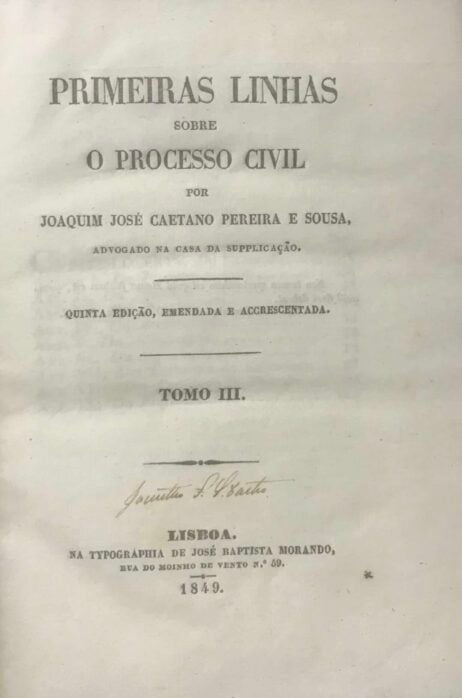 PRIMEIRAS LINHAS
SOBRE
O PROCESSO CIVIL
POR
JOAQUIM JOSÉ CAETANO PEREIRA E SOUSA,
ADVOGADO NA CASA DA SUPPLICAÇÃO.
QUINTA EDIÇÃO, EMENDADA E ACCRESCENTADA.
TOMO III.
LISBOA.
NA TYPOGRAPHIA DE JOSÉ BAPTISTA MORANDO,
RUA DO MOINHO DE VENTO N.º 59.
1849.
*